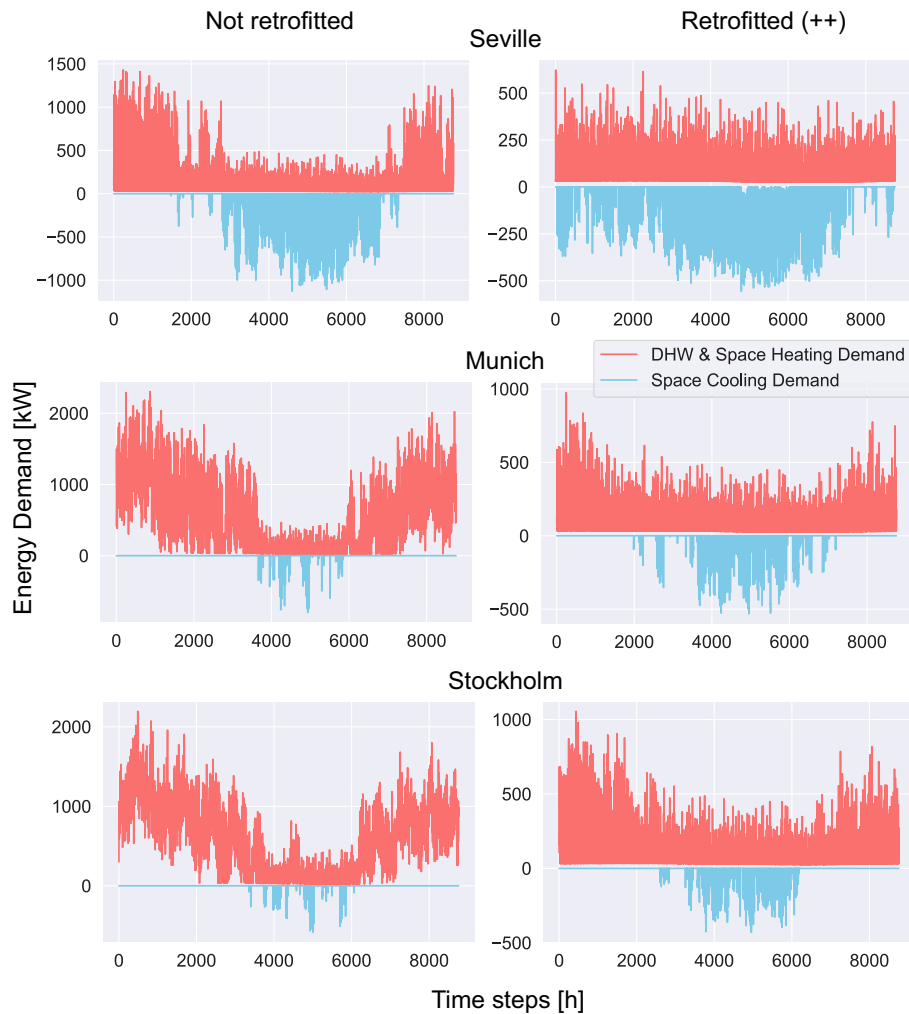 Not retrofitted
Retrofitted (++)
Seville
1500
1000
500
0
−500
−1000
0 2000 4000 6000 8000
500
250
0
−250
−500
0 2000 4000 6000 8000
DHW & Space Heating Demand
Space Cooling Demand
Munich
2000
1000
0
0 2000 4000 6000 8000
1000
500
0
−500
0 2000 4000 6000 8000
Energy Demand [kW]
Stockholm
2000
1000
0
0 2000 4000 6000 8000
1000
500
0
−500
0 2000 4000 6000 8000
Time steps [h]